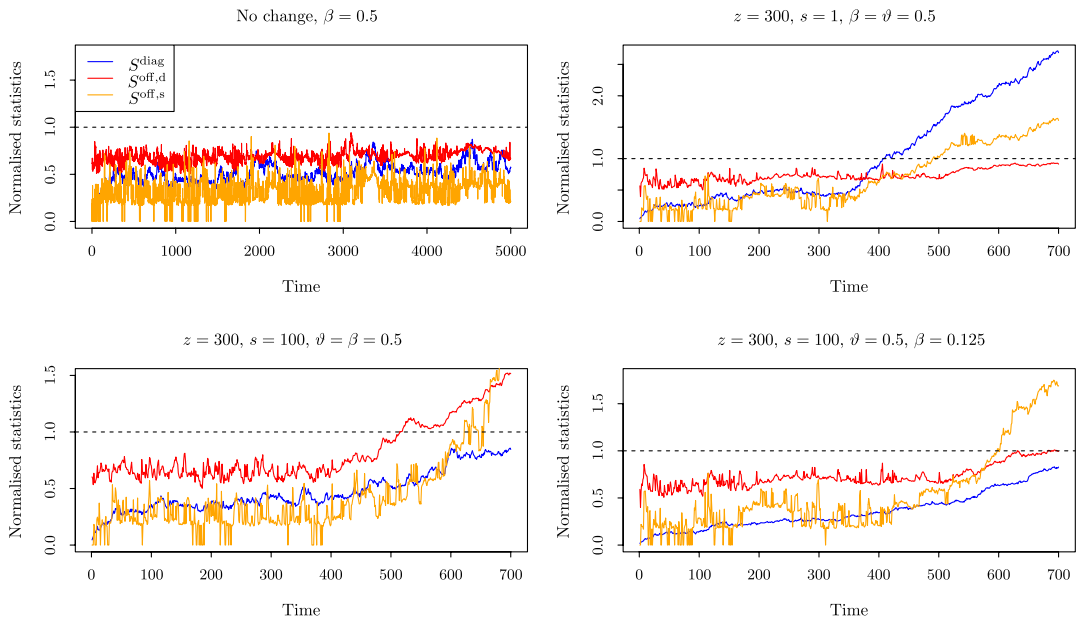 No change, β = 0.5
Normalised statistics
0.0 0.5 1.0 1.5
S^diag
S^off,d
S^off,s
0 1000 2000 3000 4000 5000
Time
z = 300, s = 1, β = ϑ = 0.5
Normalised statistics
0.0 1.0 2.0
0 100 200 300 400 500 600 700
Time
z = 300, s = 100, ϑ = β = 0.5
Normalised statistics
0.0 0.5 1.0 1.5
0 100 200 300 400 500 600 700
Time
z = 300, s = 100, ϑ = 0.5, β = 0.125
Normalised statistics
0.0 0.5 1.0 1.5
0 100 200 300 400 500 600 700
Time